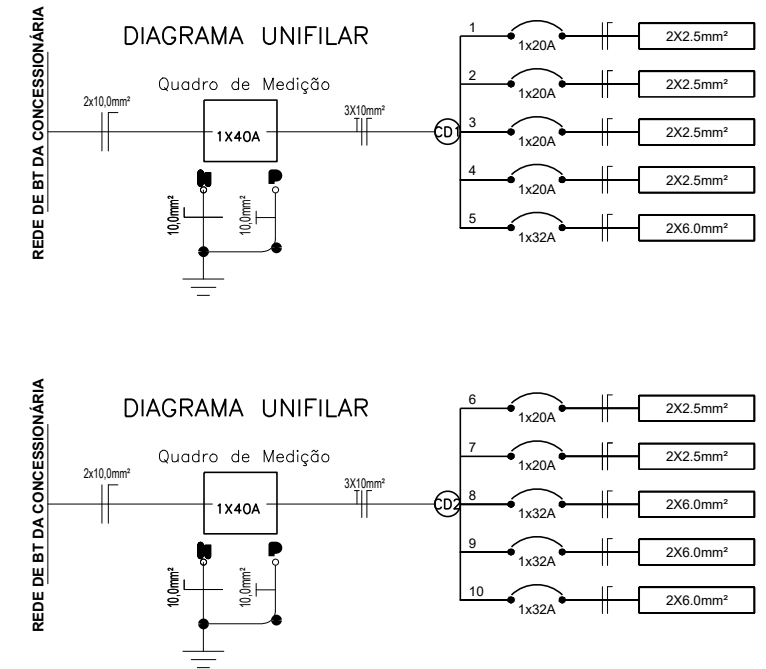 REDE DE BT DA CONCESSIONÁRIA
DIAGRAMA UNIFILAR
Quadro de Medição
2x10,0mm²
1X40A
3X10mm²
CD1
N
P
10,0mm²
10,0mm²
1
1x20A
2X2.5mm²
2
1x20A
2X2.5mm²
3
1x20A
2X2.5mm²
4
1x20A
2X2.5mm²
5
1x32A
2X6.0mm²
REDE DE BT DA CONCESSIONÁRIA
DIAGRAMA UNIFILAR
Quadro de Medição
2x10,0mm²
1X40A
3X10mm²
CD2
N
P
10,0mm²
10,0mm²
6
1x20A
2X2.5mm²
7
1x20A
2X2.5mm²
8
1x32A
2X6.0mm²
9
1x32A
2X6.0mm²
10
1x32A
2X6.0mm²